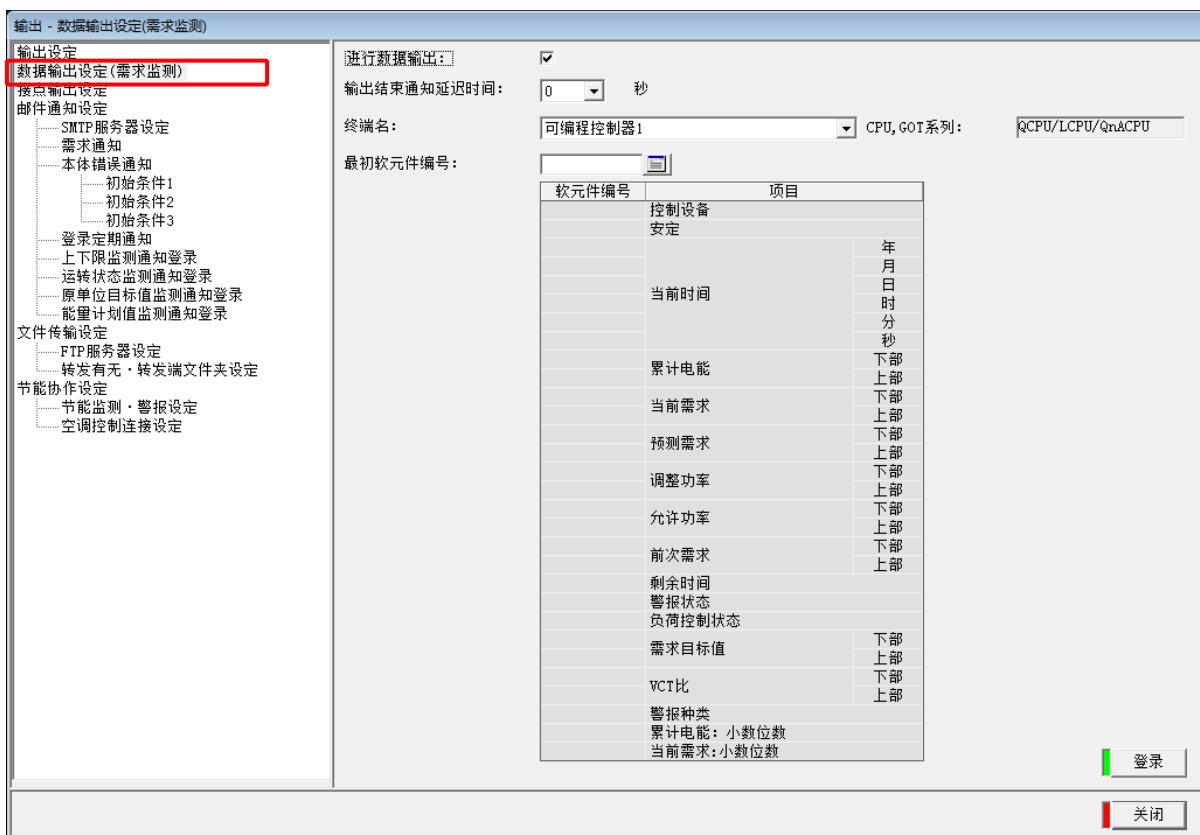 输出 - 数据输出设定(需求监测)
输出设定
数据输出设定(需求监测)
接点输出设定
邮件通知设定
SMTP服务器设定
需求通知
本体错误通知
初始条件1
初始条件2
初始条件3
登录定期通知
上下限监测通知登录
运转状态监测通知登录
原单位目标值监测通知登录
能量计划值监测通知登录
文件传输设定
FTP服务器设定
转发有无·转发端文件夹设定
节能协作设定
节能监测·警报设定
空调控制连接设定
进行数据输出：
输出结束通知延迟时间： 0 秒
终端名： 可编程控制器1 CPU,GOT系列： QCPU/LCPU/QnACPU
最初软元件编号：
软元件编号 项目
控制设备
安定
当前时间 年
月
日
时
分
秒
累计电能 下部
上部
当前需求 下部
上部
预测需求 下部
上部
调整功率 下部
上部
允许功率 下部
上部
前次需求 下部
上部
剩余时间
警报状态
负荷控制状态
需求目标值 下部
上部
VCT比 下部
上部
警报种类
累计电能：小数位数
当前需求:小数位数
登录
关闭